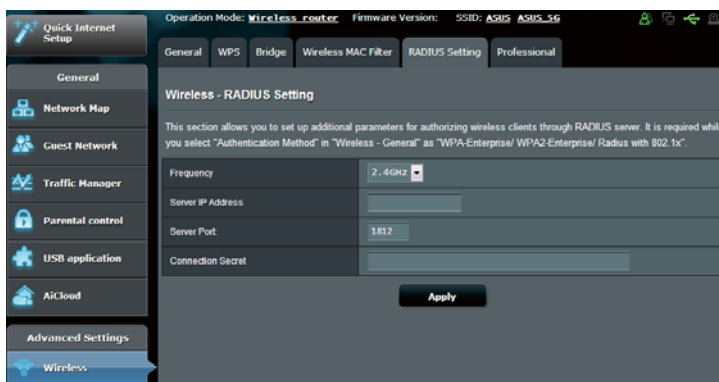 Quick Internet
Setup
Operation Mode: Wireless router Firmware Version: SSID: ASUS ASUS_5G
General WPS Bridge Wireless MAC Filter RADIUS Setting Professional
General
Network Map
Guest Network
Traffic Manager
Parental control
USB application
AiCloud
Advanced Settings
Wireless
Wireless - RADIUS Setting
This section allows you to set up additional parameters for authorizing wireless clients through RADIUS server. It is required whil
you select "Authentication Method" in "Wireless - General" as "WPA-Enterprise/ WPA2-Enterprise/ Radius with 802.1x".
Frequency 2.4GHz
Server IP Address
Server Port: 1812
Connection Secret
Apply